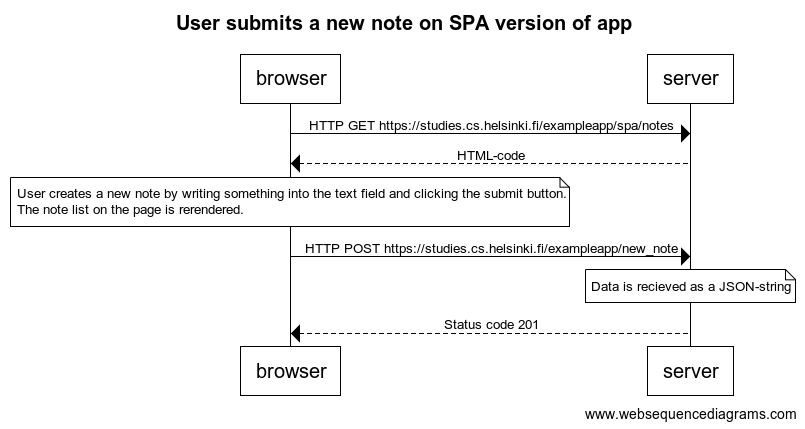 User submits a new note on SPA version of app
browser
server
HTTP GET https://studies.cs.helsinki.fi/exampleapp/spa/notes
HTML-code
User creates a new note by writing something into the text field and clicking the submit button.
The note list on the page is rerendered.
HTTP POST https://studies.cs.helsinki.fi/exampleapp/new_note
Data is recieved as a JSON-string
Status code 201
browser
server
www.websequencediagrams.com